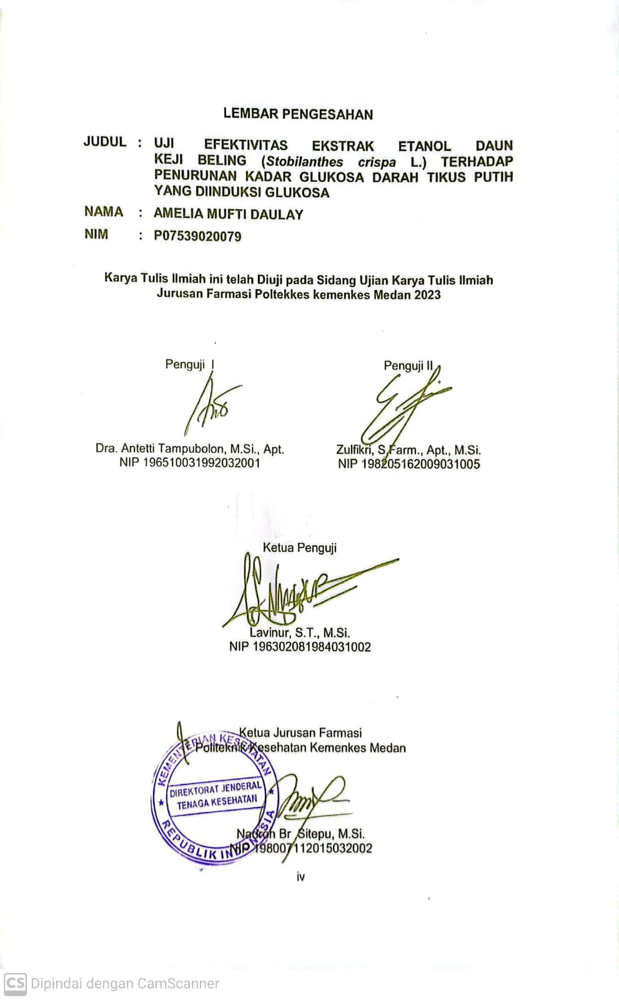 LEMBAR PENGESAHAN
JUDUL : UJI EFEKTIVITAS EKSTRAK ETANOL DAUN
KEJI BELING (Stobilanthes crispa L.) TERHADAP
PENURUNAN KADAR GLUKOSA DARAH TIKUS PUTIH
YANG DIINDUKSI GLUKOSA
NAMA : AMELIA MUFTI DAULAY
NIM : P07539020079
Karya Tulis Ilmiah ini telah Diuji pada Sidang Ujian Karya Tulis Ilmiah
Jurusan Farmasi Poltekkes kemenkes Medan 2023
Penguji I
Penguji II
Dra. Antetti Tampubolon, M.Si., Apt.
NIP 196510031992032001
Zulfikri, S.Farm., Apt., M.Si.
NIP 198205162009031005
Ketua Penguji
Lavinur, S.T., M.Si.
NIP 196302081984031002
Ketua Jurusan Farmasi
Politeknik Kesehatan Kemenkes Medan
KEMENTERIAN KESEHATAN
DIREKTORAT JENDERAL
TENAGA KESEHATAN
REPUBLIK INDONESIA
Br Sitepu, M.Si.
NIP 198007112015032002
iv
CS Dipindai dengan CamScanner